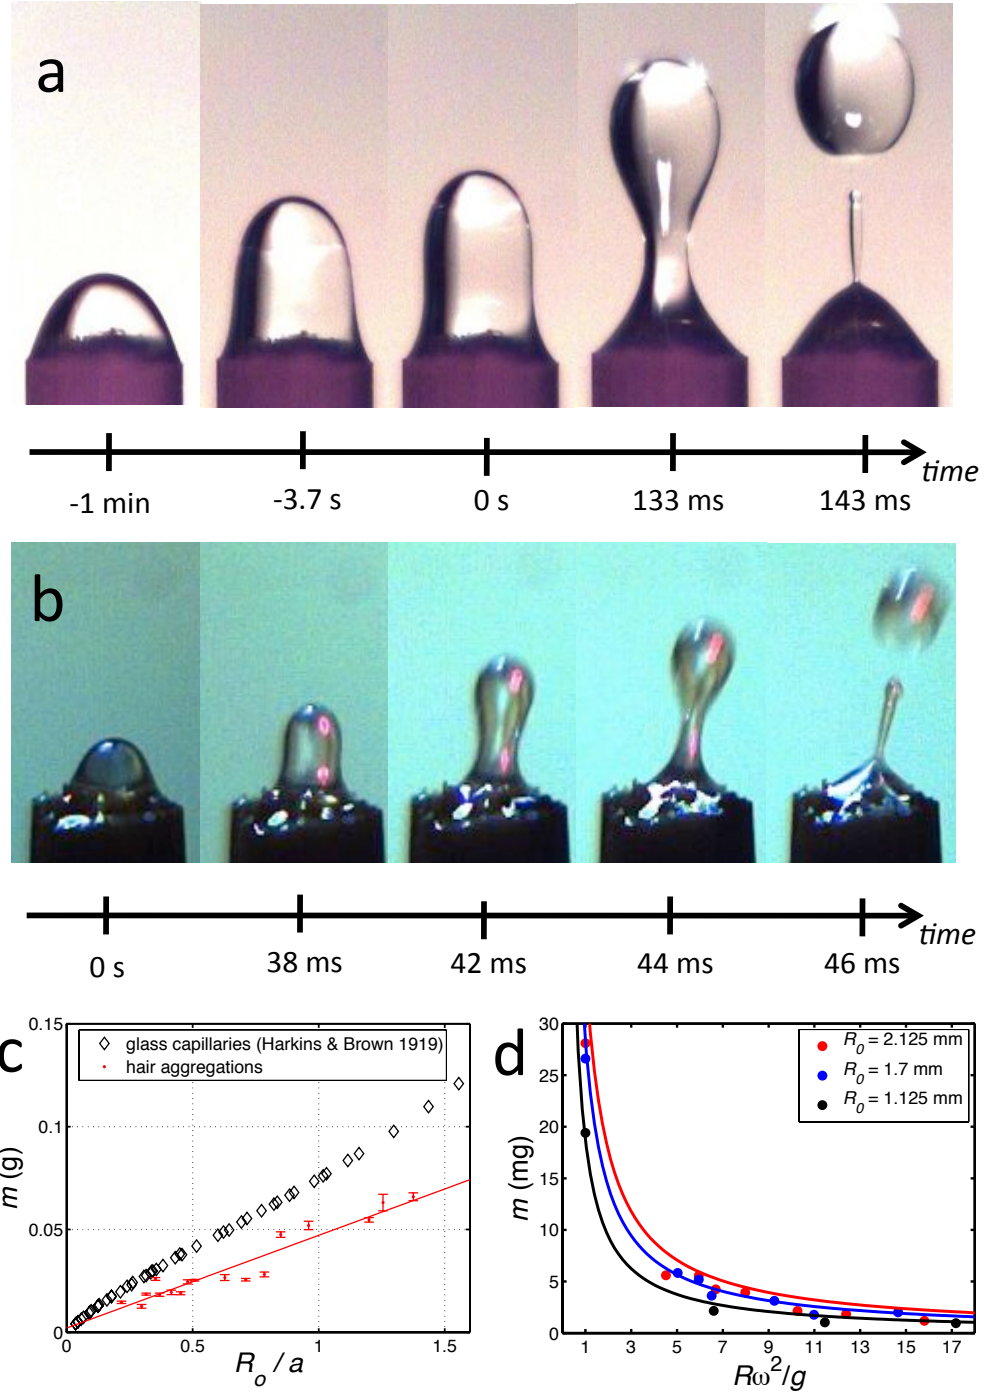 a
time
-1 min
-3.7 s
0 s
133 ms
143 ms
b
time
0 s
38 ms
42 ms
44 ms
46 ms
c
0.15
0.1
0.05
0
m (g)
◇ glass capillaries (Harkins & Brown 1919)
hair aggregations
0 0.5 1 1.5
R_o / a
d
30
25
20
15
10
5
0
m (mg)
R_0 = 2.125 mm
R_0 = 1.7 mm
R_0 = 1.125 mm
1 3 5 7 9 11 13 15 17
Rω²/g